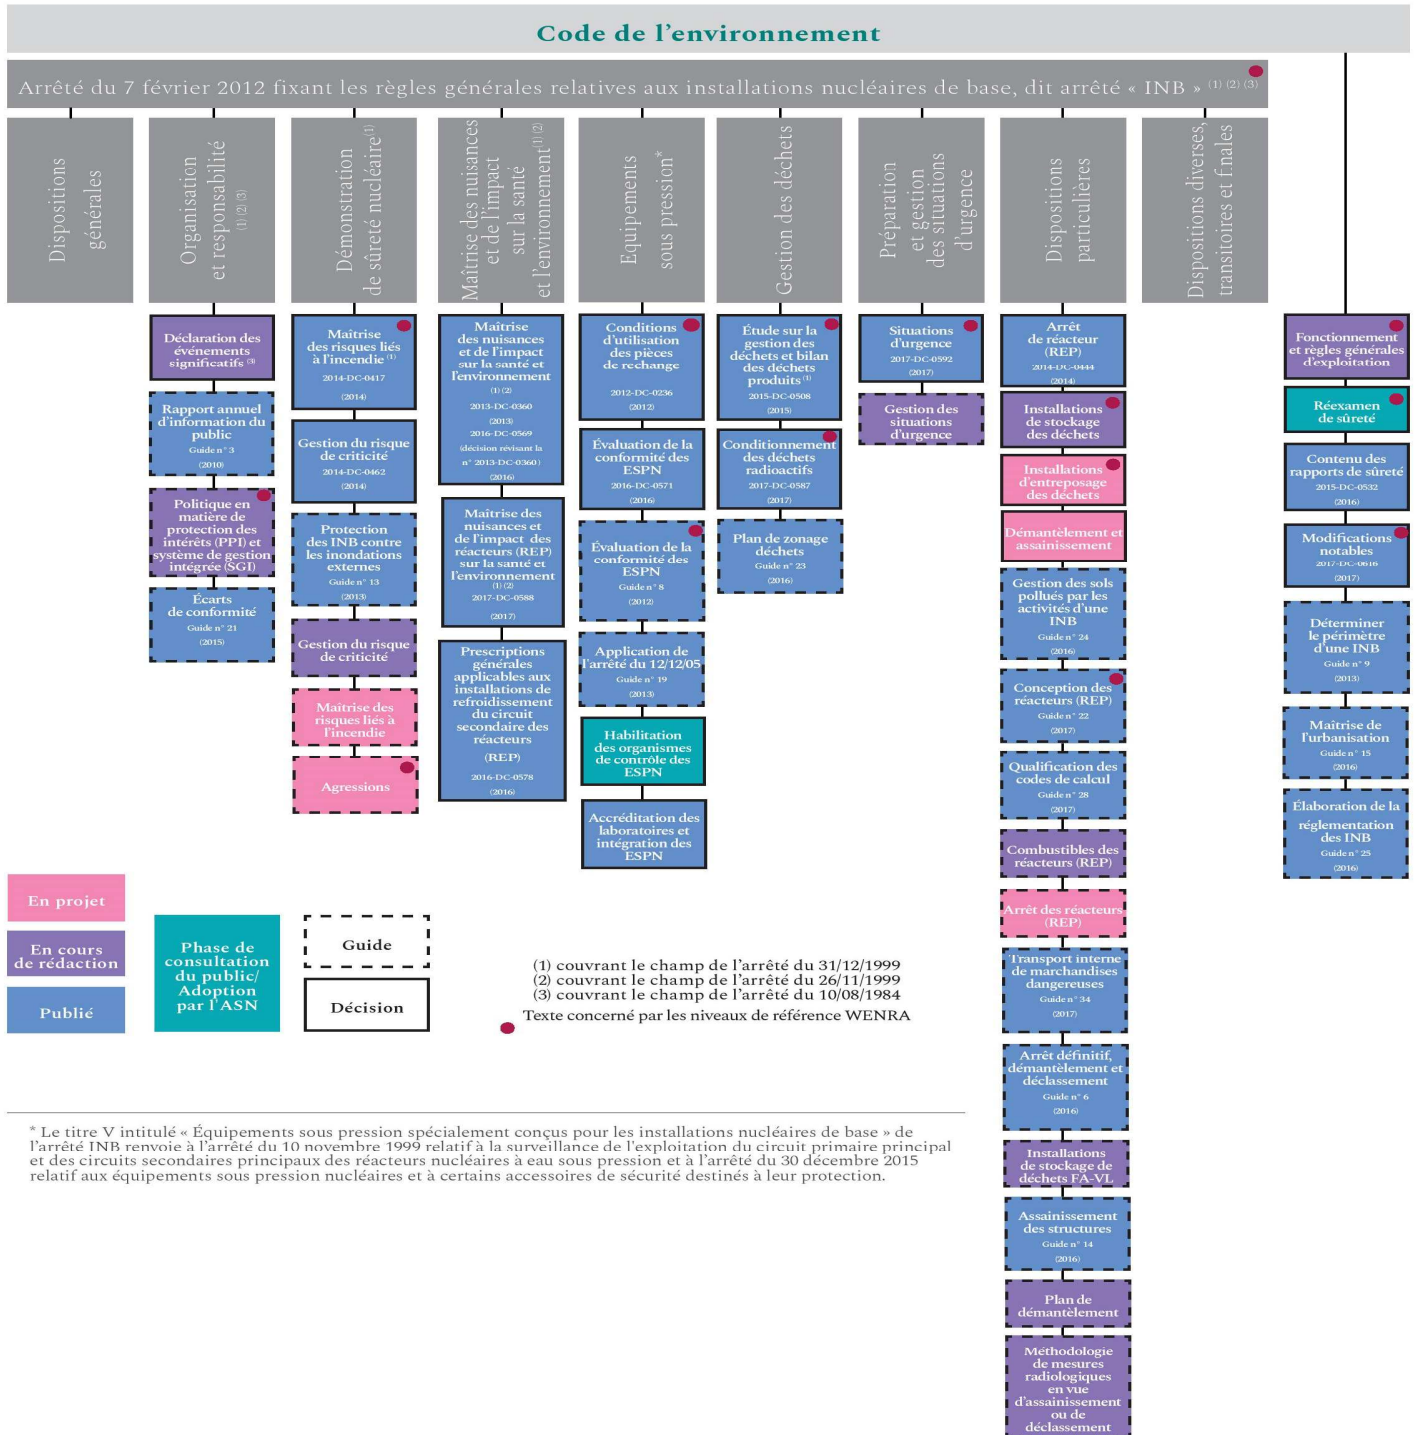 Code de l'environnement
Arrêté du 7 février 2012 fixant les règles générales relatives aux installations nucléaires de base, dit arrêté « INB » (1) (2) (3)
Dispositions
générales
Organisation
et responsabilité
(1) (2) (3)
Démonstration
de sûreté nucléaire(1)
Maîtrise des nuisances
et de l'impact
sur la santé
et l'environnement(1) (2)
Equipements
sous pression*
Gestion des déchets
Préparation
et gestion
des situations
d'urgence
Dispositions
particulières
Dispositions diverses,
transitoires et finales
Déclaration des
événements
significatifs (3)
Rapport annuel
d'information du
public
Guide n° 3
(2010)
Politique en
matière de
protection des
intérêts (PPI) et
système de gestion
intégrée (SGI)
Écarts
de conformité
Guide n° 21
(2015)
Maîtrise
des risques liés
à l'incendie (1)
2014-DC-0417
(2014)
Gestion du risque
de criticité
2014-DC-0462
(2014)
Protection
des INB contre
les inondations
externes
Guide n° 13
(2013)
Gestion du risque
de criticité
Maîtrise des
risques liés à
l'incendie
Agressions
Maîtrise
des nuisances
et de l'impact
sur la santé et
l'environnement
(1) (2)
2013-DC-0360
(2013)
2016-DC-0569
(décision révisant la
n° 2013-DC-0360)
(2016)
Maîtrise des
nuisances et
de l'impact des
réacteurs (REP)
sur la santé et
l'environnement
(1) (2)
2017-DC-0588
(2017)
Prescriptions
générales
applicables aux
installations de
refroidissement
du circuit
secondaire des
réacteurs
(REP)
2016-DC-0578
(2016)
Conditions
d'utilisation
des pièces
de rechange
2012-DC-0236
(2012)
Évaluation de la
conformité des
ESPN
2016-DC-0571
(2016)
Évaluation de la
conformité des
ESPN
Guide n° 8
(2012)
Application de
l'arrêté du 12/12/05
Guide n° 19
(2013)
Habilitation
des organismes
de contrôle des
ESPN
Accréditation des
laboratoires et
intégration des
ESPN
Étude sur la
gestion des
déchets et bilan
des déchets
produits (1)
2015-DC-0508
(2015)
Conditionnement
des déchets
radioactifs
2017-DC-0587
(2017)
Plan de zonage
déchets
Guide n° 23
(2016)
Situations
d'urgence
2017-DC-0592
(2017)
Gestion des
situations
d'urgence
Arrêt
de réacteur
(REP)
2014-DC-0444
(2014)
Installations
de stockage
des déchets
Installations
d'entreposage
des déchets
Démantèlement et
assainissement
Gestion des sols
pollués par les
activités d'une
INB
Guide n° 24
(2016)
Conception des
réacteurs (REP)
Guide n° 22
(2017)
Qualification des
codes de calcul
Guide n° 28
(2017)
Combustibles des
réacteurs (REP)
Arrêt des réacteurs
(REP)
Transport interne
de marchandises
dangereuses
Guide n° 34
(2017)
Arrêt définitif,
démantèlement et
déclassement
Guide n° 6
(2016)
Installations
de stockage de
déchets FA-VL
Assainissement
des structures
Guide n° 14
(2016)
Plan de
démantèlement
Méthodologie
de mesures
radiologiques
en vue
d'assainissement
ou de
déclassement
Fonctionnement
et règles générales
d'exploitation
Réexamen
de sûreté
Contenu des
rapports de sûreté
2015-DC-0532
(2016)
Modifications
notables
2017-DC-0616
(2017)
Déterminer
le périmètre
d'une INB
Guide n° 9
(2013)
Maîtrise de
l'urbanisation
Guide n° 15
(2016)
Élaboration de la
réglementation
des INB
Guide n° 25
(2016)
En projet
En cours
de rédaction
Publié
Phase de
consultation
du public/
Adoption
par l'ASN
Guide
Décision
(1) couvrant le champ de l'arrêté du 31/12/1999
(2) couvrant le champ de l'arrêté du 26/11/1999
(3) couvrant le champ de l'arrêté du 10/08/1984
Texte concerné par les niveaux de référence WENRA
* Le titre V intitulé « Équipements sous pression spécialement conçus pour les installations nucléaires de base » de
l'arrêté INB renvoie à l'arrêté du 10 novembre 1999 relatif à la surveillance de l'exploitation du circuit primaire principal
et des circuits secondaires principaux des réacteurs nucléaires à eau sous pression et à l'arrêté du 30 décembre 2015
relatif aux équipements sous pression nucléaires et à certains accessoires de sécurité destinés à leur protection.